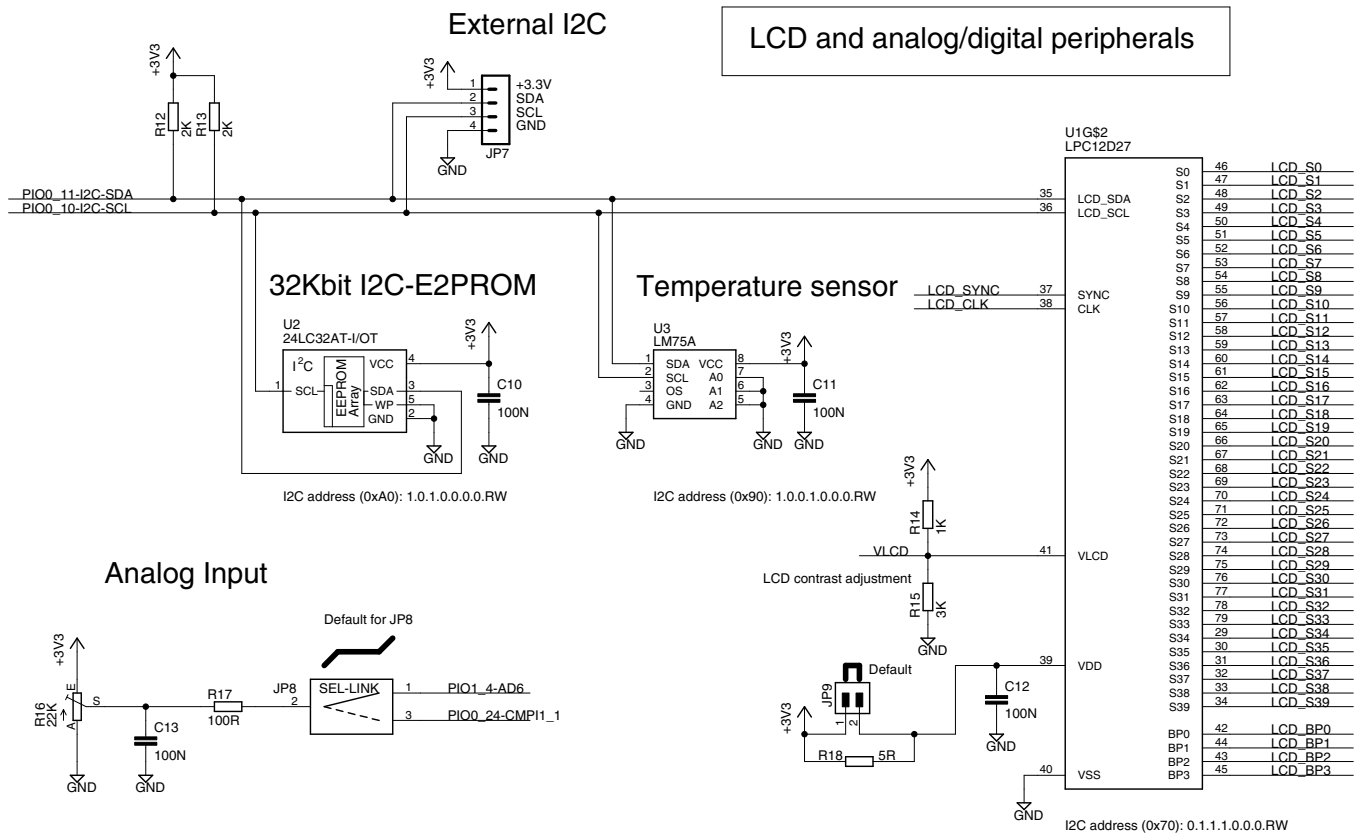 External I2C
LCD and analog/digital peripherals
+3V3
R12
2K
R13
2K
+3V3
1
2
3
4
+3.3V
SDA
SCL
GND
JP7
GND
PIO0_11-I2C-SDA
PIO0_10-I2C-SCL
32Kbit I2C-E2PROM
U2
24LC32AT-I/OT
I²C
EEPROM
Array
1
SCL
VCC
SDA
WP
GND
4
3
5
2
+3V3
C10
100N
GND
GND
I2C address (0xA0): 1.0.1.0.0.0.0.RW
Temperature sensor
U3
LM75A
1
2
3
4
SDA
SCL
OS
GND
VCC
A0
A1
A2
8
7
6
5
+3V3
C11
100N
GND
GND
GND
I2C address (0x90): 1.0.0.1.0.0.0.RW
Analog Input
+3V3
R16
22K
E
A
S
GND
C13
100N
GND
R17
100R
Default for JP8
JP8
2
SEL-LINK
1
3
PIO1_4-AD6
PIO0_24-CMPI1_1
+3V3
R14
1K
VLCD
LCD contrast adjustment
R15
3K
GND
Default
JP9
1
2
+3V3
R18
5R
C12
100N
GND
GND
LCD_SYNC
LCD_CLK
U1G$2
LPC12D27
35 LCD_SDA
36 LCD_SCL
37 SYNC
38 CLK
41 VLCD
39 VDD
40 VSS
S0 46 LCD_S0
S1 47 LCD_S1
S2 48 LCD_S2
S3 49 LCD_S3
S4 50 LCD_S4
S5 51 LCD_S5
S6 52 LCD_S6
S7 53 LCD_S7
S8 54 LCD_S8
S9 55 LCD_S9
S10 56 LCD_S10
S11 57 LCD_S11
S12 58 LCD_S12
S13 59 LCD_S13
S14 60 LCD_S14
S15 61 LCD_S15
S16 62 LCD_S16
S17 63 LCD_S17
S18 64 LCD_S18
S19 65 LCD_S19
S20 66 LCD_S20
S21 67 LCD_S21
S22 68 LCD_S22
S23 69 LCD_S23
S24 70 LCD_S24
S25 71 LCD_S25
S26 72 LCD_S26
S27 73 LCD_S27
S28 74 LCD_S28
S29 75 LCD_S29
S30 76 LCD_S30
S31 77 LCD_S31
S32 78 LCD_S32
S33 79 LCD_S33
S34 29 LCD_S34
S35 30 LCD_S35
S36 31 LCD_S36
S37 32 LCD_S37
S38 33 LCD_S38
S39 34 LCD_S39
BP0 42 LCD_BP0
BP1 44 LCD_BP1
BP2 43 LCD_BP2
BP3 45 LCD_BP3
I2C address (0x70): 0.1.1.1.0.0.0.RW